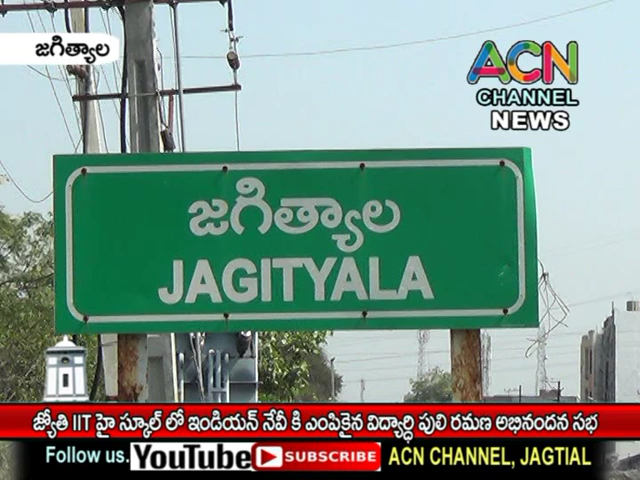 జగిత్యాల
ACN
CHANNEL
NEWS
జగిత్యాల
JAGITYALA
జ్యోతి IIT హై స్కూల్ లో ఇండియన్ నేవీ కి ఎంపికైన విద్యార్ధి పులి రమణ అభినందన సభ
Follow us. YouTube SUBSCRIBE ACN CHANNEL, JAGTIAL